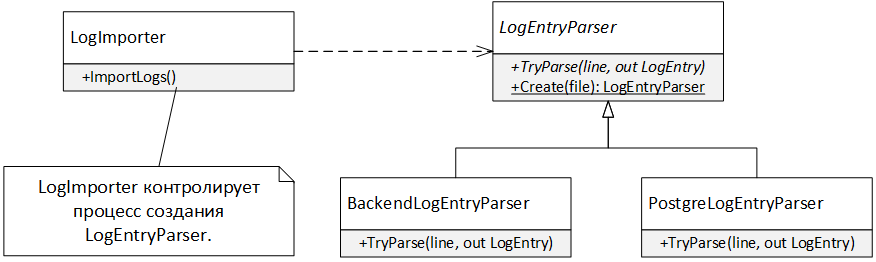 LogImporter
+ImportLogs()
LogEntryParser
+TryParse(line, out LogEntry)
+Create(file): LogEntryParser
LogImporter контролирует
процесс создания
LogEntryParser.
BackendLogEntryParser
+TryParse(line, out LogEntry)
PostgreLogEntryParser
+TryParse(line, out LogEntry)